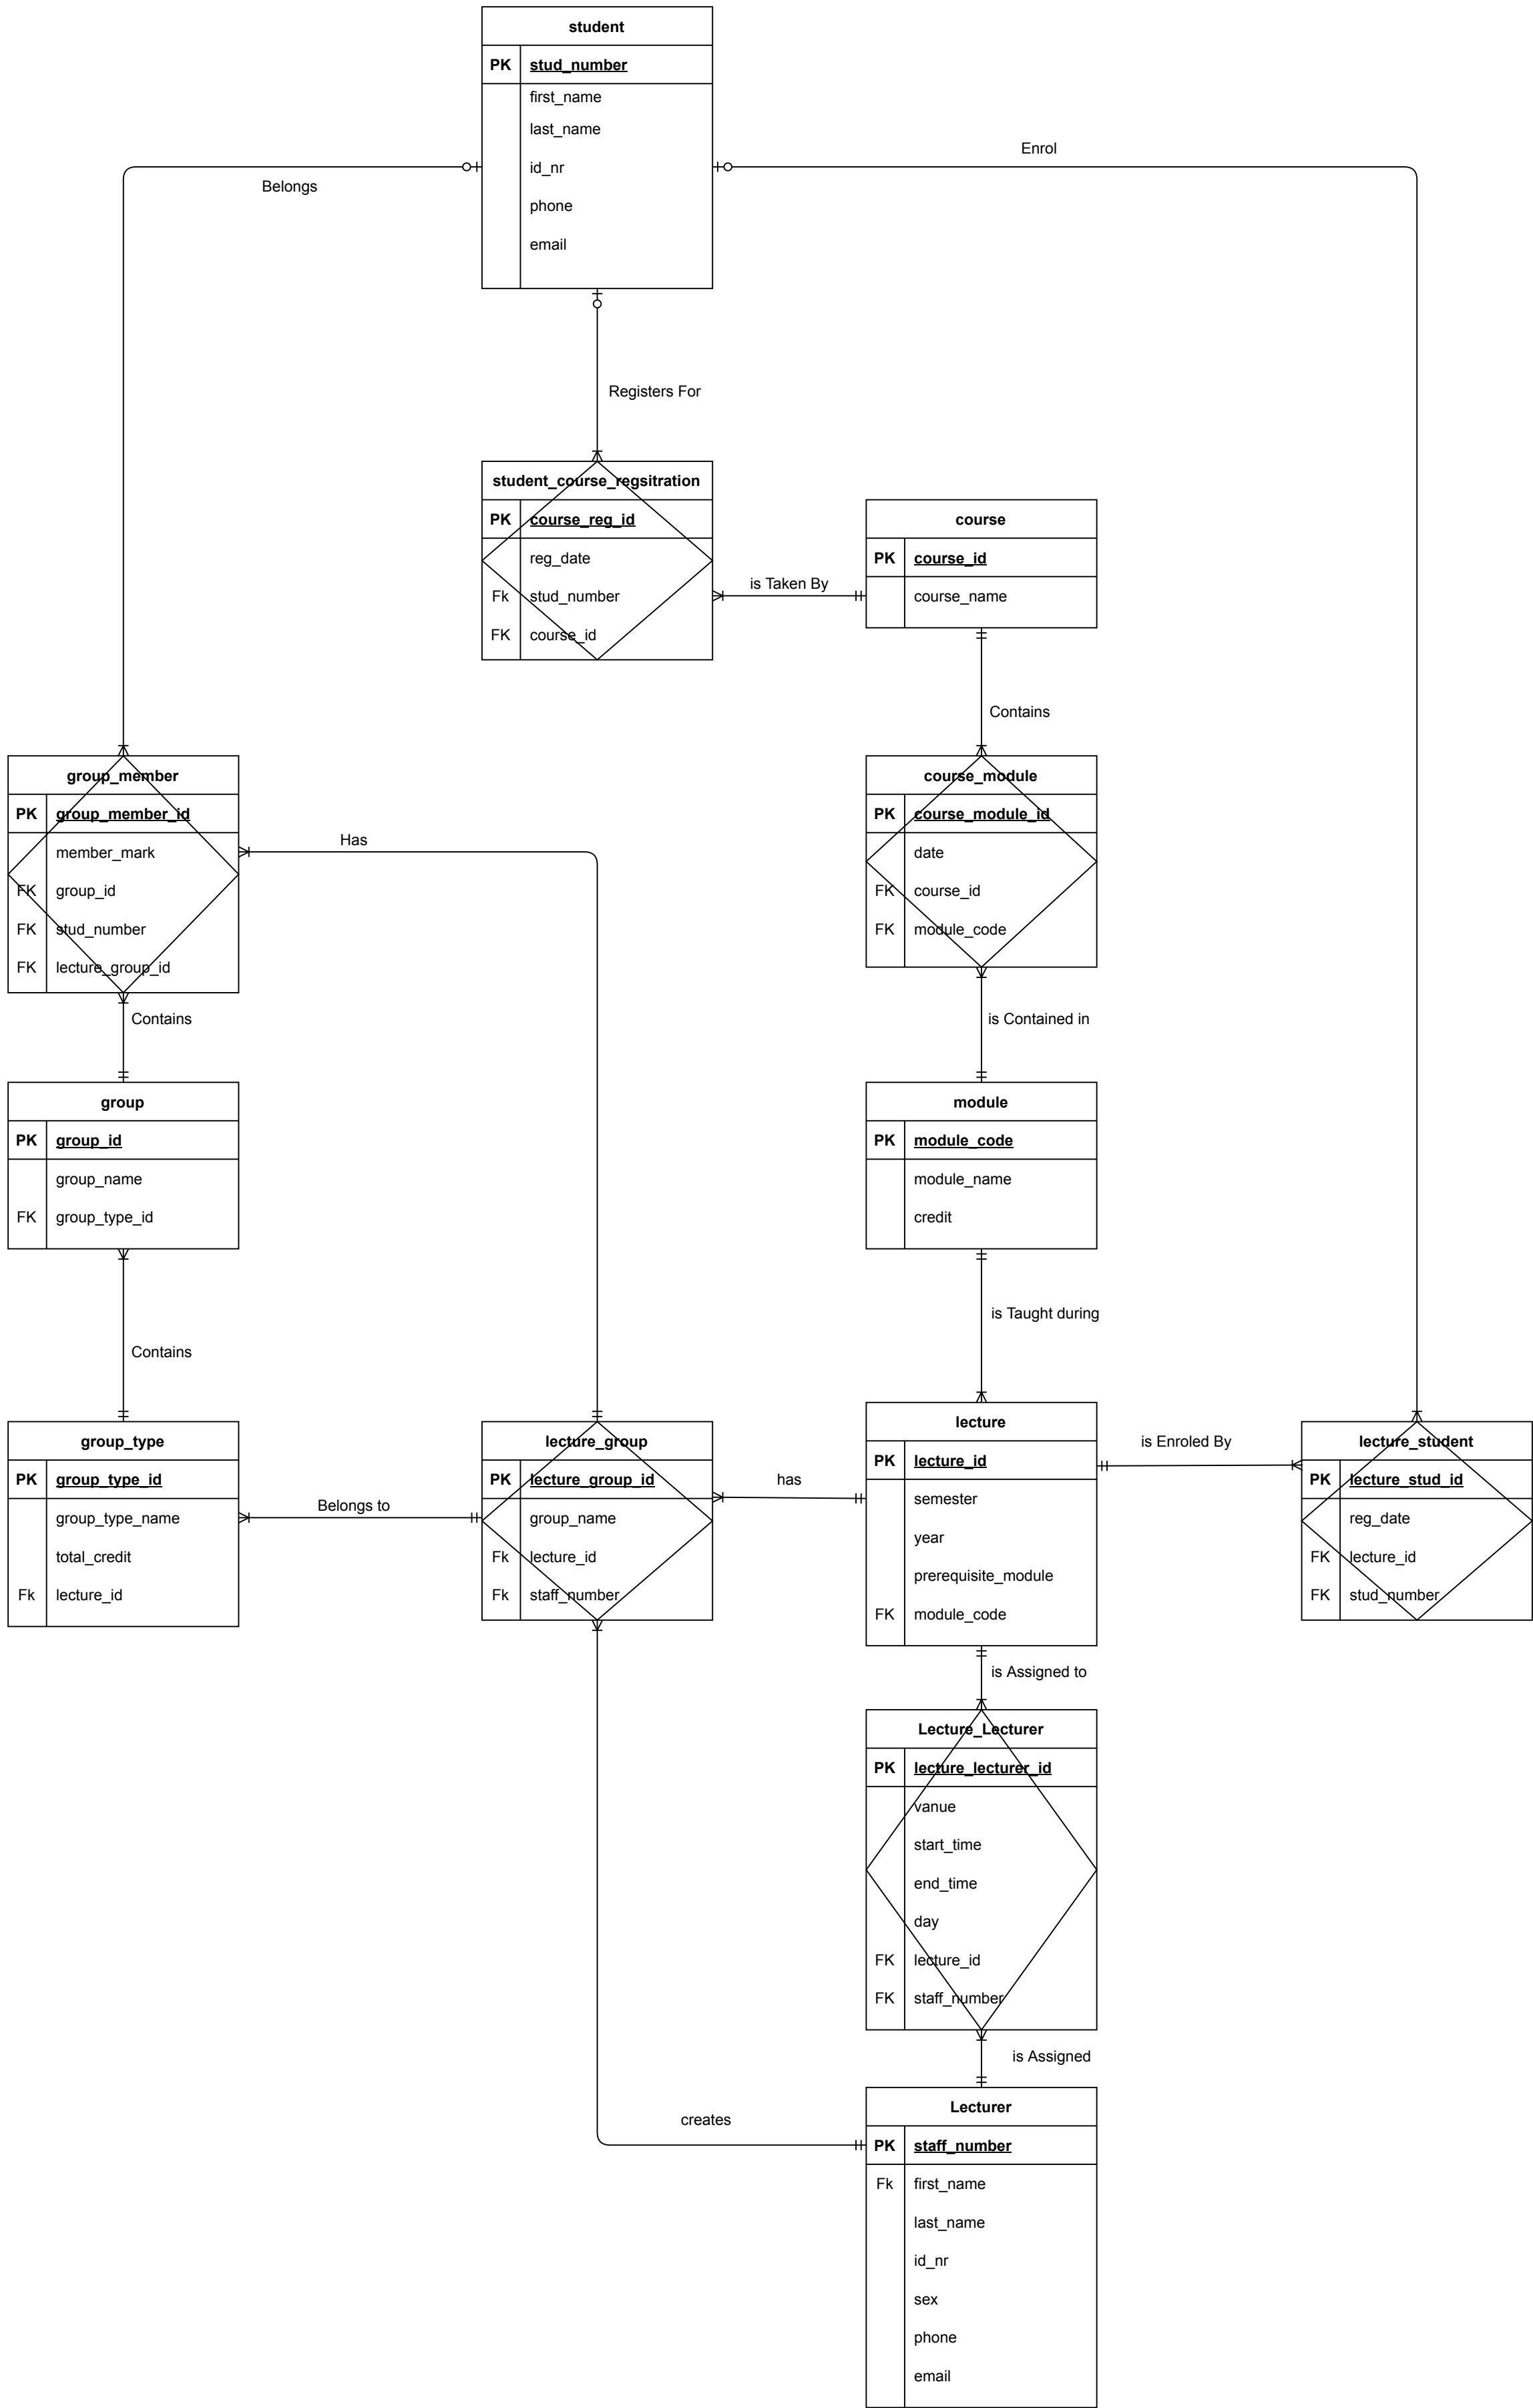 student
PK stud_number
first_name
last_name
id_nr
phone
email
Enrol
Belongs
Registers For
student_course_regsitration
PK course_reg_id
reg_date
Fk stud_number
FK course_id
is Taken By
course
PK course_id
course_name
Contains
group_member
PK group_member_id
member_mark
FK group_id
FK stud_number
FK lecture_group_id
Has
course_module
PK course_module_id
date
FK course_id
FK module_code
Contains
is Contained in
group
PK group_id
group_name
FK group_type_id
module
PK module_code
module_name
credit
is Taught during
Contains
group_type
PK group_type_id
group_type_name
total_credit
Fk lecture_id
Belongs to
lecture_group
PK lecture_group_id
group_name
Fk lecture_id
Fk staff_number
has
lecture
PK lecture_id
semester
year
prerequisite_module
FK module_code
is Enroled By
lecture_student
PK lecture_stud_id
reg_date
FK lecture_id
FK stud_number
is Assigned to
Lecture_Lecturer
PK lecture_lecturer_id
vanue
start_time
end_time
day
FK lecture_id
FK staff_number
is Assigned
creates
Lecturer
PK staff_number
Fk first_name
last_name
id_nr
sex
phone
email